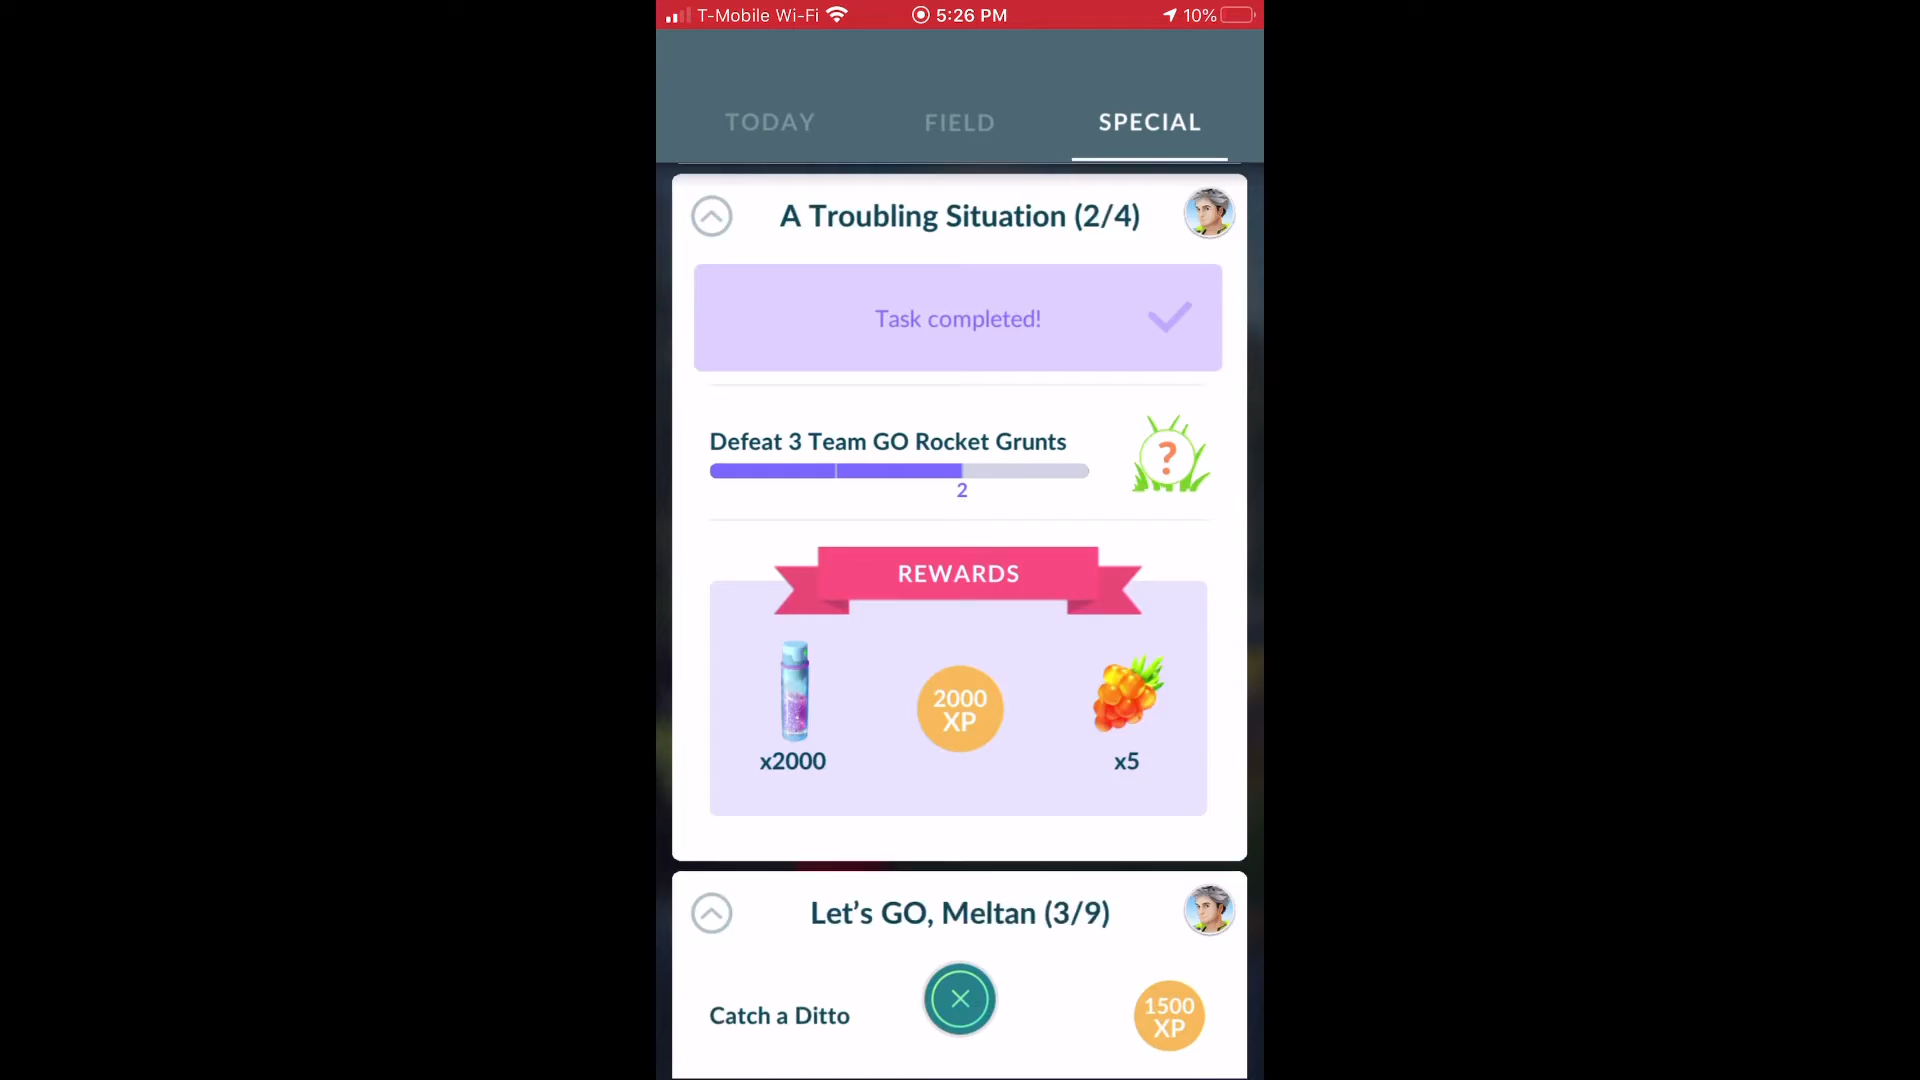 T-Mobile Wi-Fi 5:26 PM 10%
TODAY FIELD SPECIAL
A Troubling Situation (2/4)
Task completed!
Defeat 3 Team GO Rocket Grunts
2
?
REWARDS
2000
XP
x2000
x5
Let’s GO, Meltan (3/9)
Catch a Ditto
1500
XP